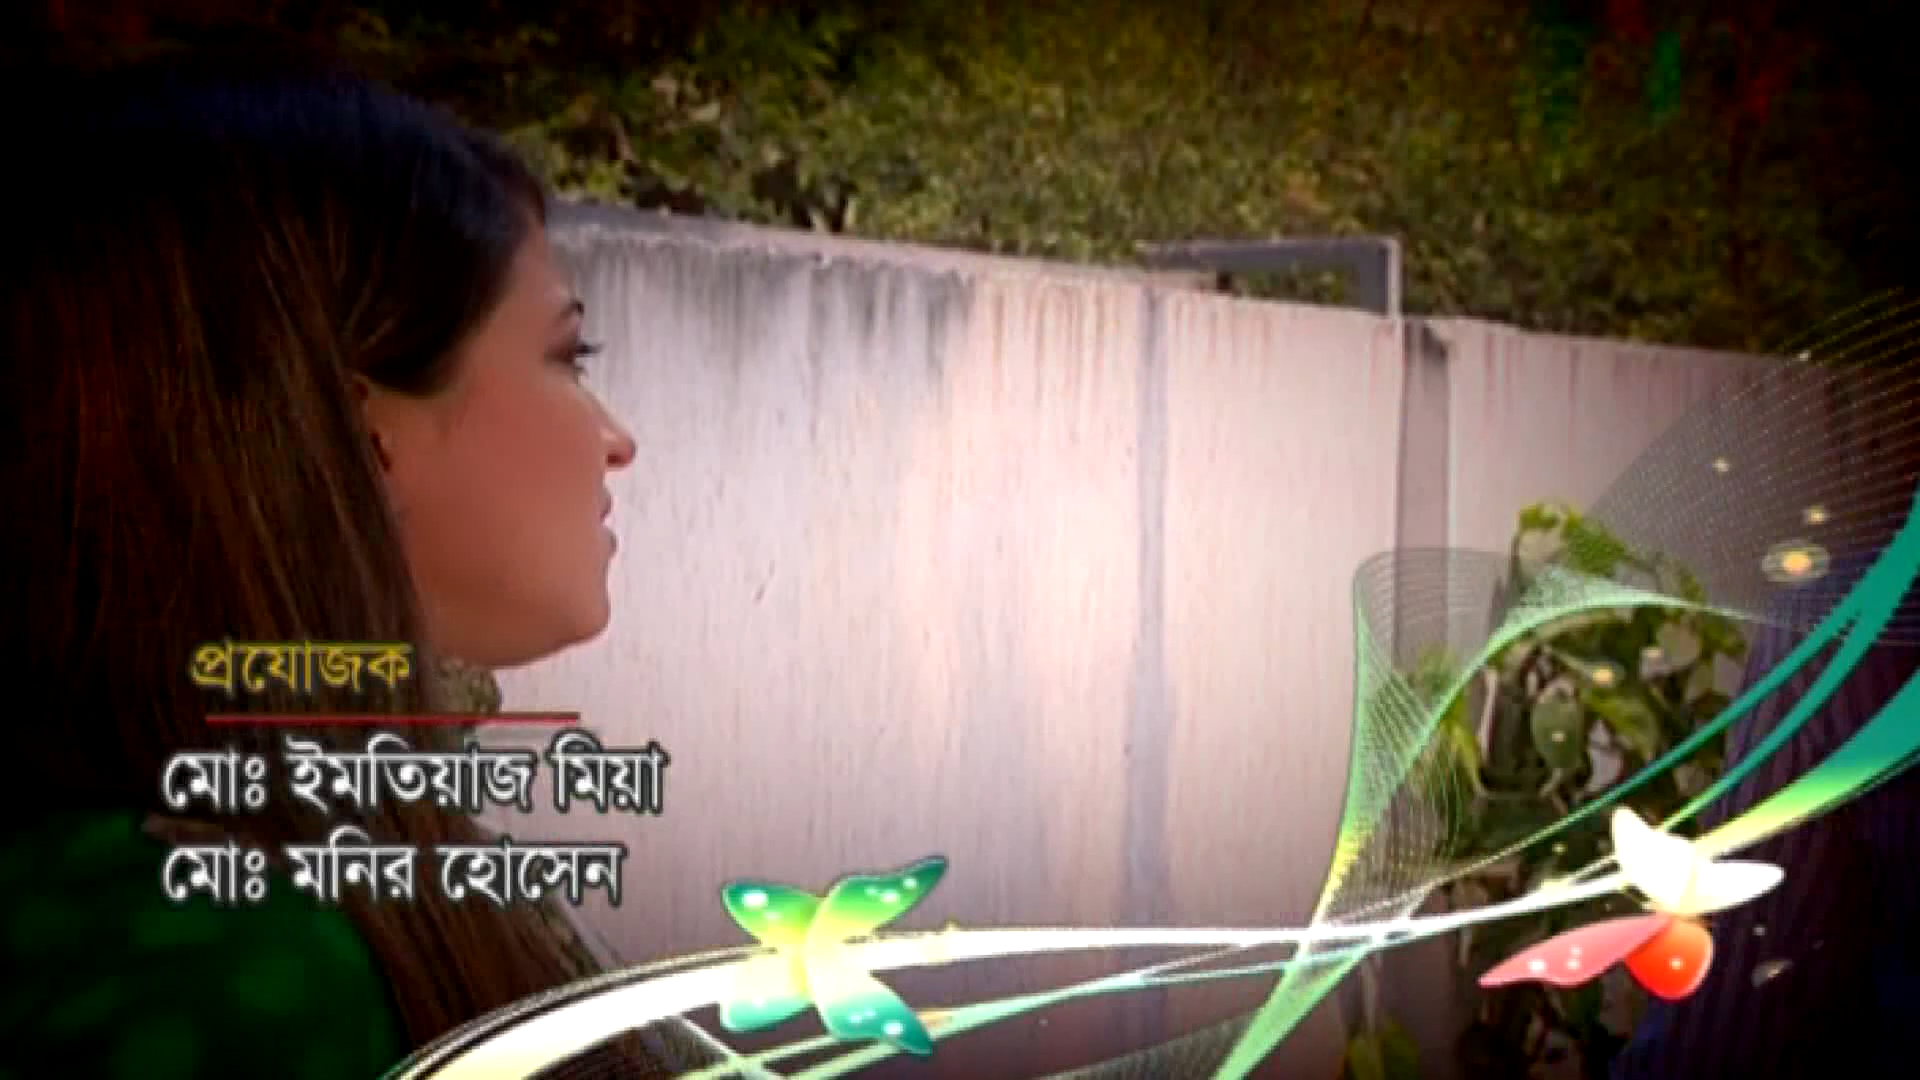 প্রযোজক
মোঃ ইমতিয়াজ মিয়া
মোঃ মনির হোসেন